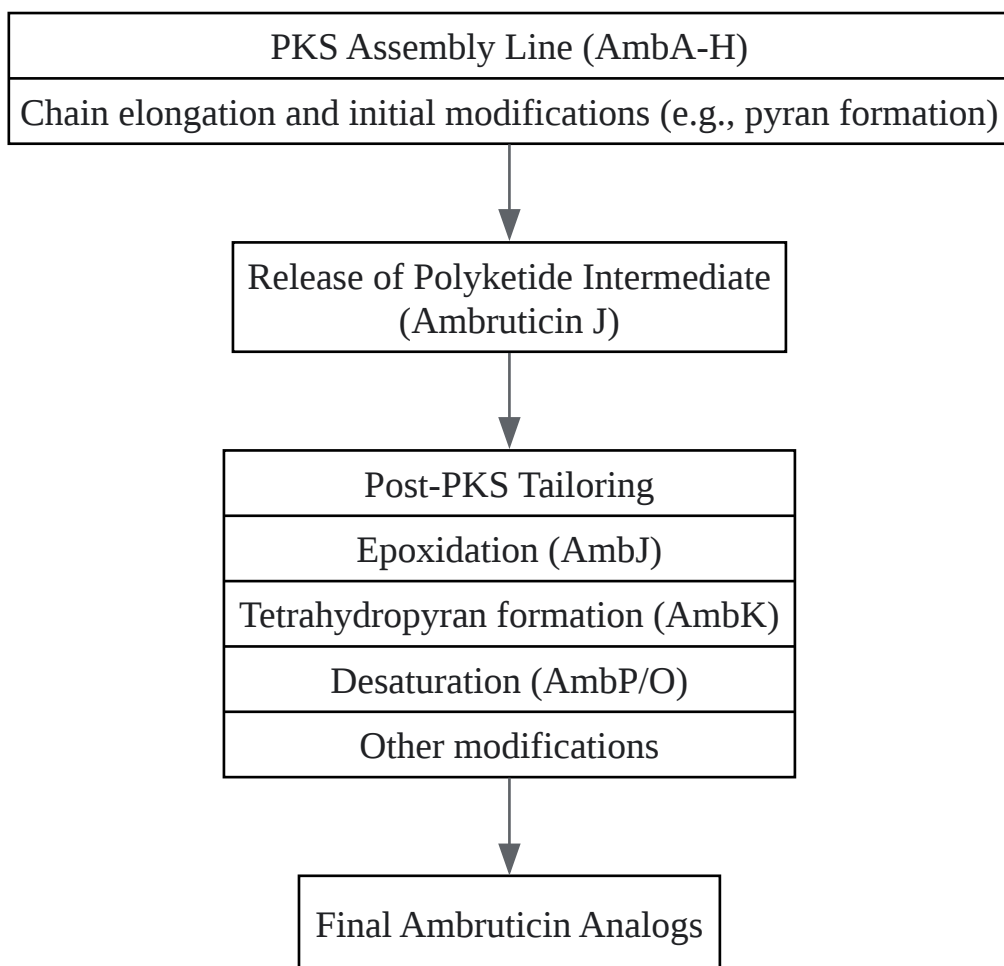 PKS Assembly Line (AmbA-H)
Chain elongation and initial modifications (e.g., pyran formation)
Release of Polyketide Intermediate
(Ambruticin J)
Post-PKS Tailoring
Epoxidation (AmbJ)
Tetrahydropyran formation (AmbK)
Desaturation (AmbP/O)
Other modifications
Final Ambruticin Analogs